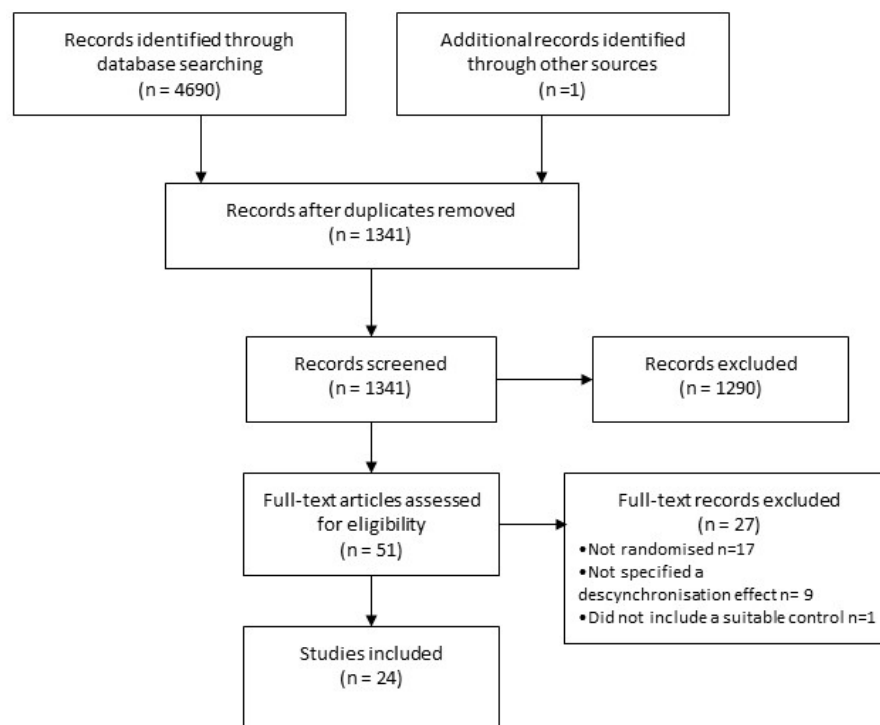 Records identified through
database searching
(n = 4690)
Additional records identified
through other sources
(n =1)
Records after duplicates removed
(n = 1341)
Records screened
(n = 1341)
Records excluded
(n = 1290)
Full-text articles assessed
for eligibility
(n = 51)
Full-text records excluded
(n = 27)
•Not randomised n=17
•Not specified a
descynchronisation effect n= 9
•Did not include a suitable control n=1
Studies included
(n = 24)